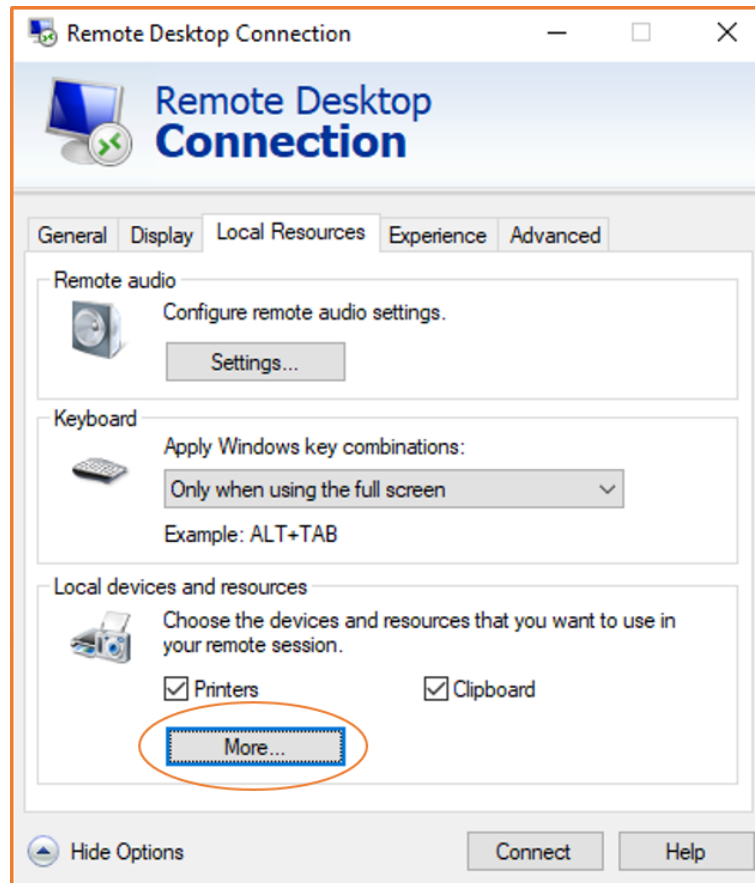 Remote Desktop Connection
Remote Desktop
Connection
General Display Local Resources Experience Advanced
Remote audio
Configure remote audio settings.
Settings...
Keyboard
Apply Windows key combinations:
Only when using the full screen
Example: ALT+TAB
Local devices and resources
Choose the devices and resources that you want to use in
your remote session.
Printers Clipboard
More...
Hide Options Connect Help